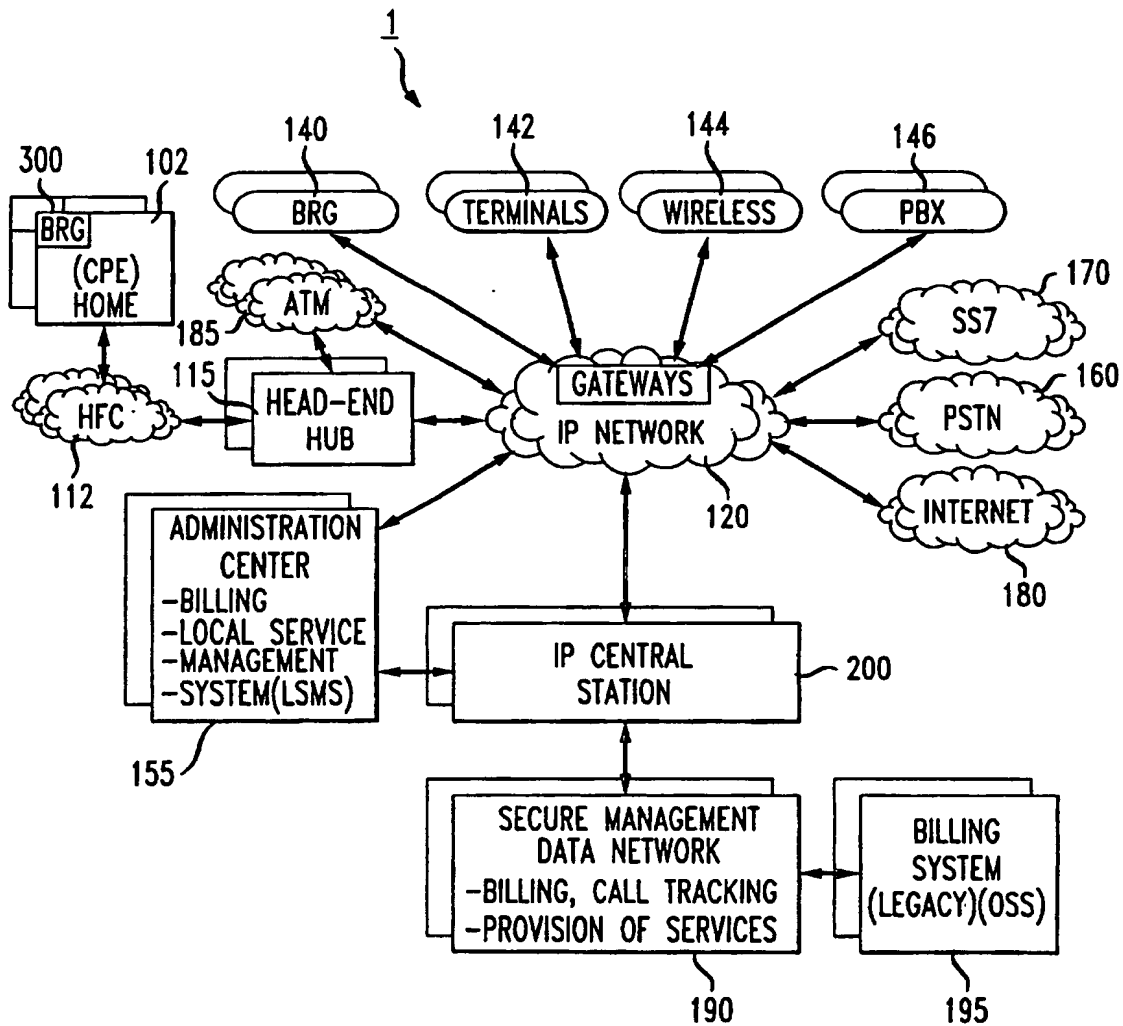 1
140
142
144
146
300
102
BRG
TERMINALS
WIRELESS
PBX
BRG
(CPE)
HOME
ATM
185
SS7
170
115
GATEWAYS
IP NETWORK
HEAD-END
HUB
HFC
112
PSTN
160
120
INTERNET
180
ADMINISTRATION
CENTER
-BILLING
-LOCAL SERVICE
-MANAGEMENT
-SYSTEM(LSMS)
155
IP CENTRAL
STATION
200
SECURE MANAGEMENT
DATA NETWORK
-BILLING, CALL TRACKING
-PROVISION OF SERVICES
190
BILLING
SYSTEM
(LEGACY)(OSS)
195